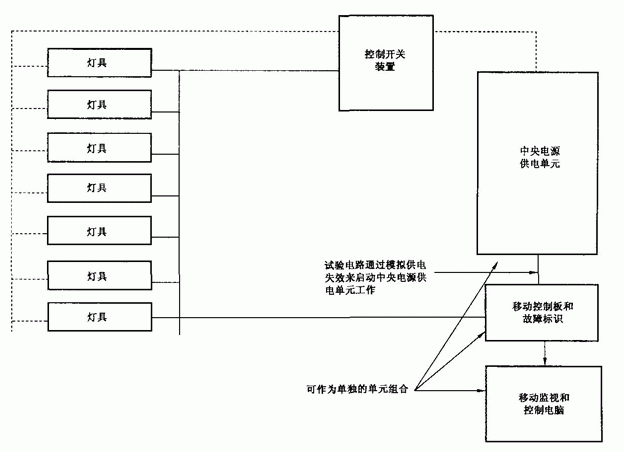 灯具
灯具
灯具
灯具
灯具
灯具
灯具
控制开关
装置
中央电源
供电单元
试验电路通过模拟供电
失效来启动中央电源供
电单元工作
移动控制板和
故障标识
可作为单独的单元组合
移动监视和
控制电脑